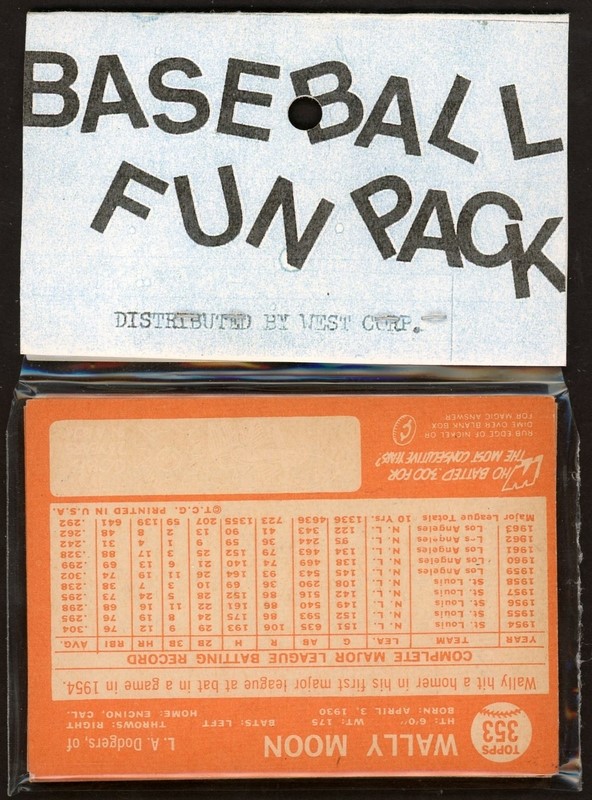 BASEBALL
FUN PACK
DISTRIBUTED BY WEST CORP.
TOPPS
353
WALLY MOON
L. A. Dodgers, of
HT: 6'0" WT: 175 BATS: LEFT THROWS: RIGHT
BORN: APRIL 3, 1930 HOME: ENCINO, CAL.
Wally hit a homer in his first major league at bat in a game in 1954.
COMPLETE MAJOR LEAGUE BATTING RECORD
YEAR TEAM LEA. G AB R H 2B 3B HR RBI AVG.
1954 St. Louis N. L. 151 635 106 193 29 9 12 76 .304
1955 St. Louis N. L. 152 593 86 175 24 8 19 76 .295
1956 St. Louis N. L. 149 540 86 161 22 11 16 68 .298
1957 St. Louis N. L. 142 516 86 152 28 5 24 73 .295
1958 St. Louis N. L. 108 290 36 69 10 3 7 38 .238
1959 Los Angeles N. L. 145 543 93 164 26 11 19 74 .302
1960 Los Angeles N. L. 138 469 74 140 21 6 13 69 .299
1961 Los Angeles N. L. 134 463 79 152 25 3 17 88 .328
1962 Los Angeles N. L. 95 244 36 59 9 1 4 31 .242
1963 Los Angeles N. L. 122 343 41 90 13 2 8 48 .262
Major League Totals 10 Yrs. 1336 4636 723 1355 207 59 139 641 .292
©T.C.G. PRINTED IN U.S.A.
WHO BATTED .300 FOR
THE MOST CONSECUTIVE YEARS?
RUB EDGE OF NICKEL OR
DIME OVER BLANK BOX
FOR MAGIC ANSWER